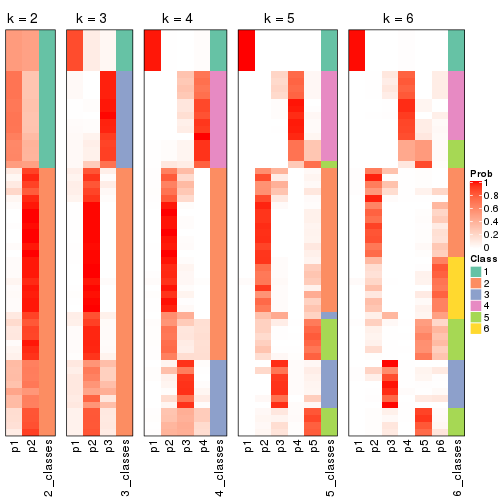 k = 2
k = 3
k = 4
k = 5
k = 6
Prob
1
0.8
0.6
0.4
0.2
0
Class
1
2
3
4
5
6
p1
p2
2_classes
p1
p2
p3
3_classes
p1
p2
p3
p4
4_classes
p1
p2
p3
p4
p5
5_classes
p1
p2
p3
p4
p5
p6
6_classes